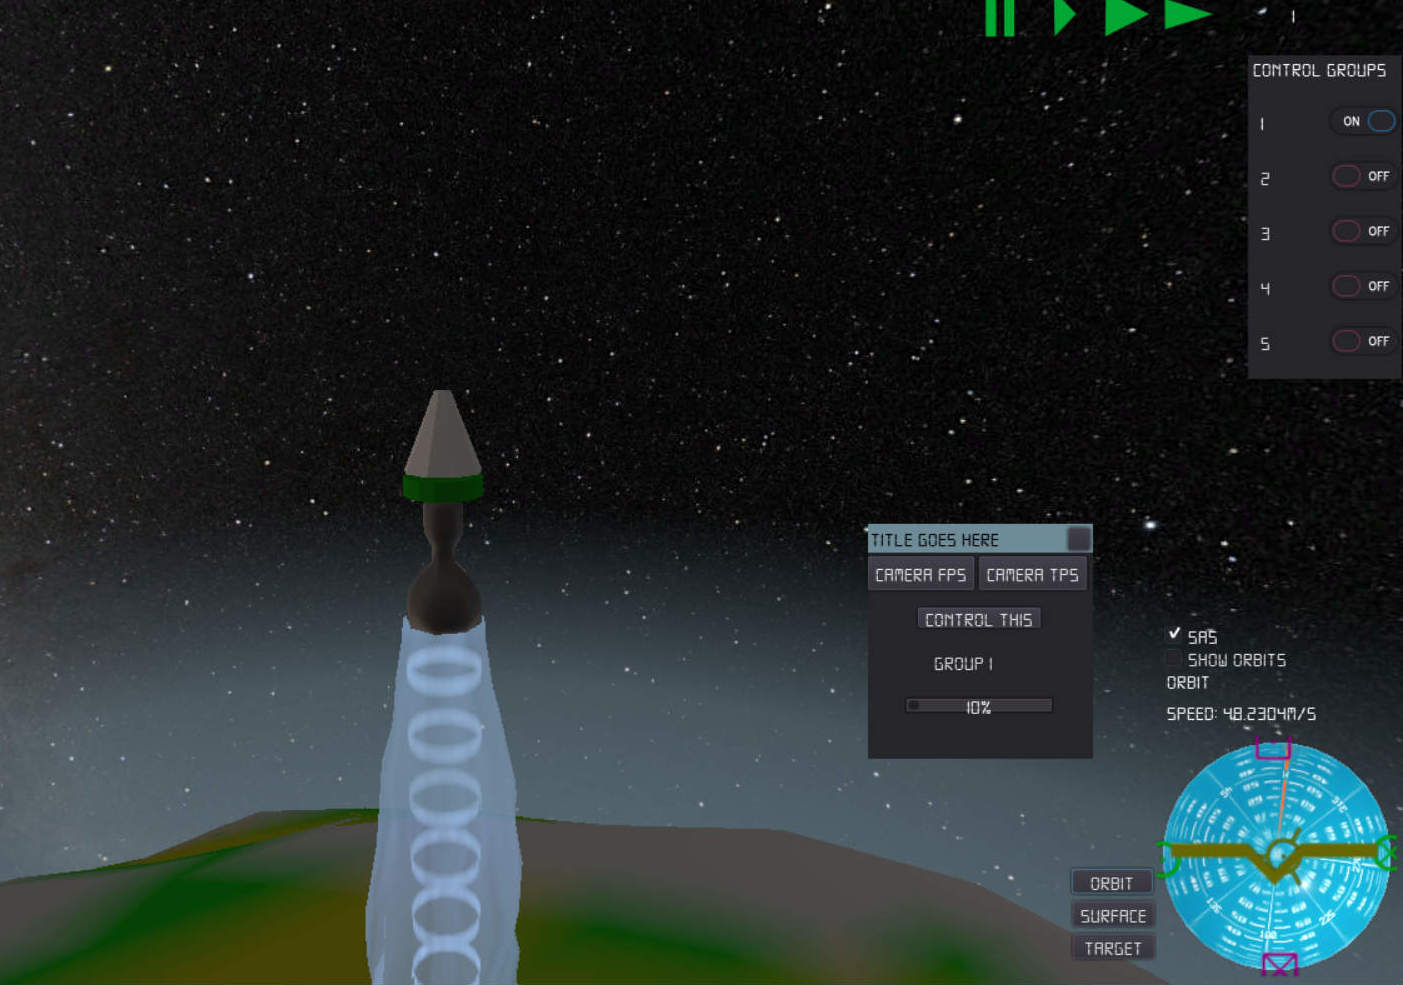 1
CONTROL GROUPS
1 ON
2 OFF
3 OFF
4 OFF
5 OFF
TITLE GOES HERE
CAMERA FPS CAMERA TPS
CONTROL THIS
GROUP 1
10%
SAS
SHOW ORBITS
ORBIT
SPEED: 48.2304M/S
ORBIT
SURFACE
TARGET